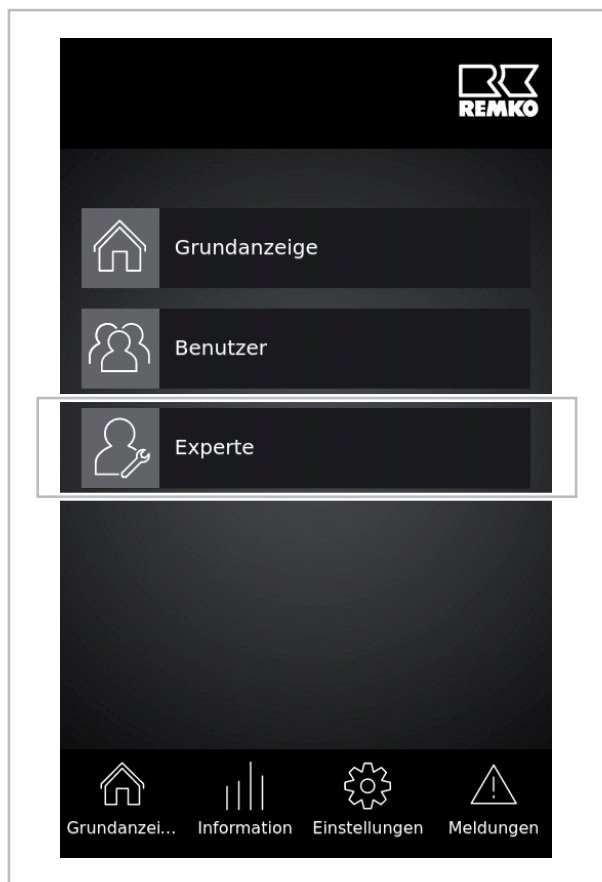 REMKO
Grundanzeige
Benutzer
Experte
Grundanzei... Information Einstellungen Meldungen